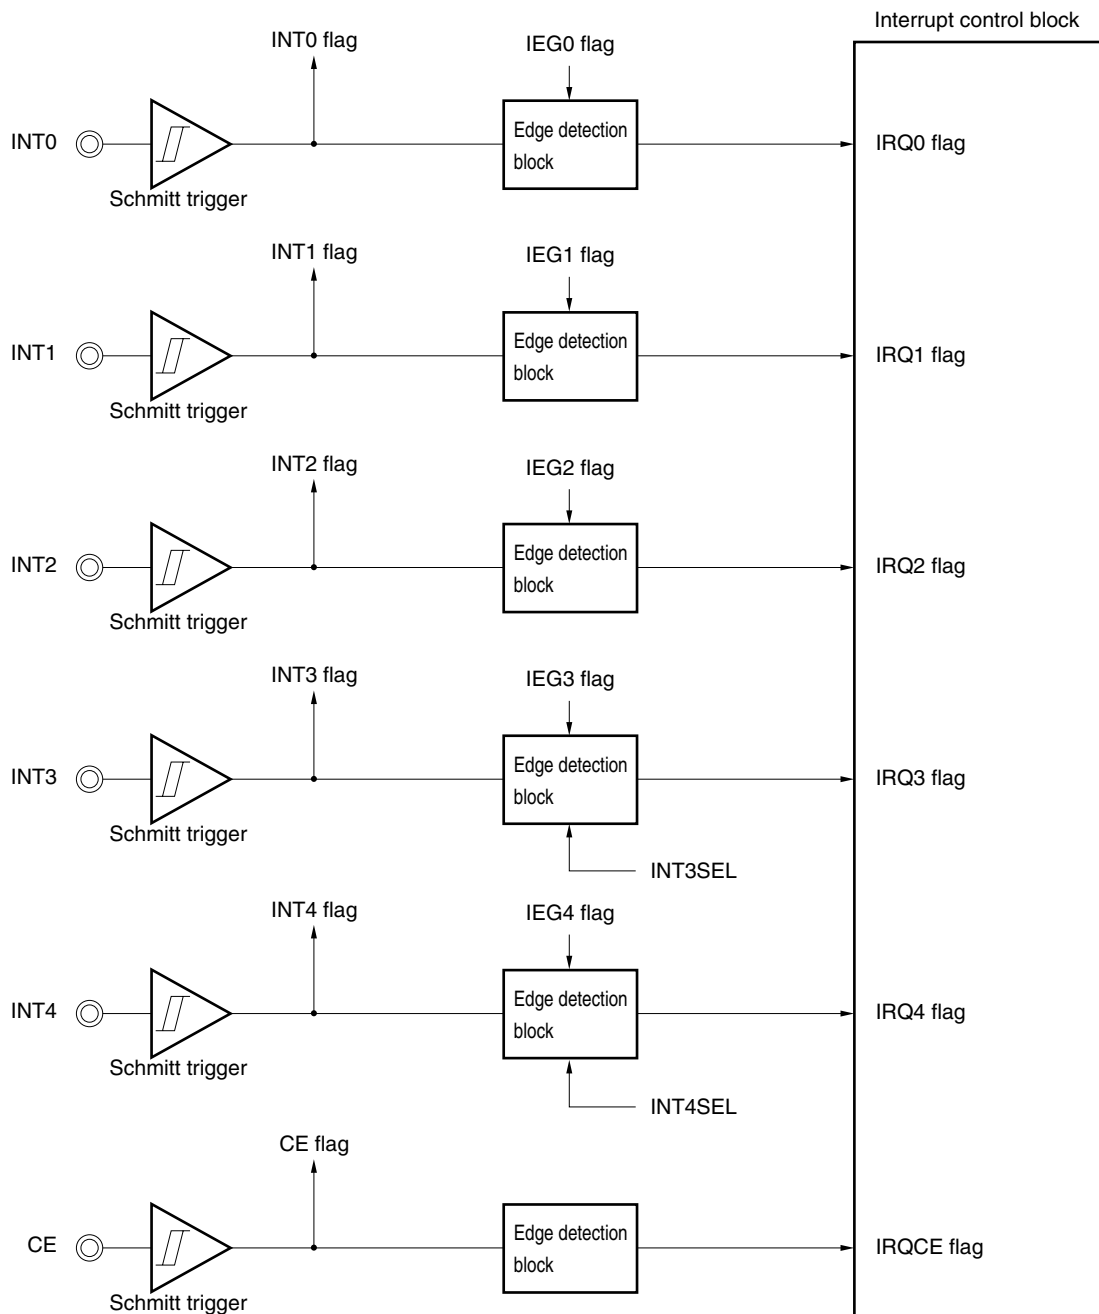 Interrupt control block
INT0 flag
IEG0 flag
INT0
Edge detection
block
IRQ0 flag
Schmitt trigger
INT1 flag
IEG1 flag
INT1
Edge detection
block
IRQ1 flag
Schmitt trigger
INT2 flag
IEG2 flag
INT2
Edge detection
block
IRQ2 flag
Schmitt trigger
INT3 flag
IEG3 flag
INT3
Edge detection
block
IRQ3 flag
Schmitt trigger
INT3SEL
INT4 flag
IEG4 flag
INT4
Edge detection
block
IRQ4 flag
Schmitt trigger
INT4SEL
CE flag
CE
Edge detection
block
IRQCE flag
Schmitt trigger